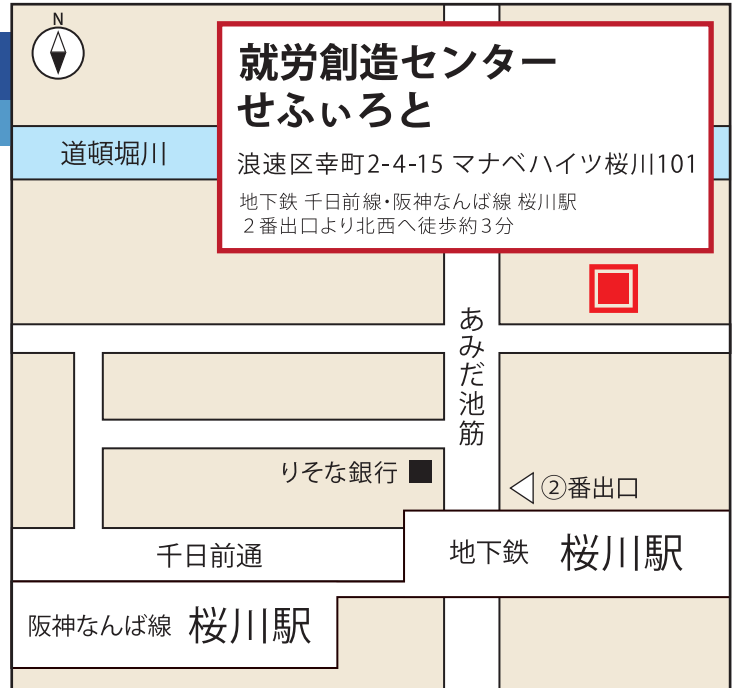 N
就労創造センター
せふぃろと
浪速区幸町2-4-15 マナベハイツ桜川101
地下鉄 千日前線・阪神なんば線 桜川駅
2番出口より北西へ徒歩約3分
道頓堀川
あみだ池筋
りそな銀行
②番出口
千日前通
地下鉄 桜川駅
阪神なんば線 桜川駅